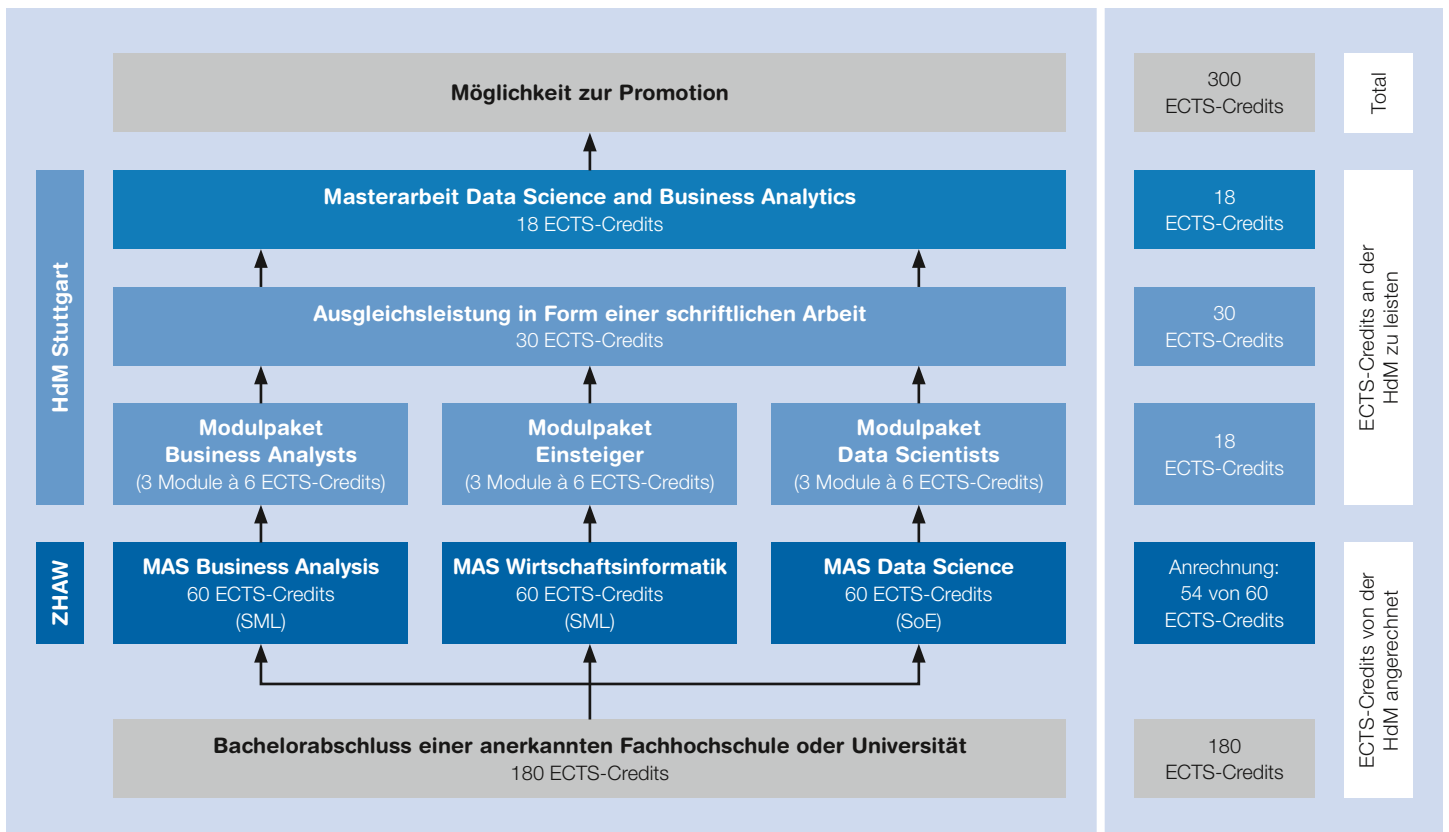 Möglichkeit zur Promotion
300
ECTS-Credits
Total
HdM Stuttgart
Masterarbeit Data Science and Business Analytics
18 ECTS-Credits
18
ECTS-Credits
ECTS-Credits an der
HdM zu leisten
Ausgleichsleistung in Form einer schriftlichen Arbeit
30 ECTS-Credits
30
ECTS-Credits
Modulpaket
Business Analysts
(3 Module à 6 ECTS-Credits)
Modulpaket
Einsteiger
(3 Module à 6 ECTS-Credits)
Modulpaket
Data Scientists
(3 Module à 6 ECTS-Credits)
18
ECTS-Credits
ZHAW
MAS Business Analysis
60 ECTS-Credits
(SML)
MAS Wirtschaftsinformatik
60 ECTS-Credits
(SML)
MAS Data Science
60 ECTS-Credits
(SoE)
Anrechnung:
54 von 60
ECTS-Credits
ECTS-Credits von der
HdM angerechnet
Bachelorabschluss einer anerkannten Fachhochschule oder Universität
180 ECTS-Credits
180
ECTS-Credits